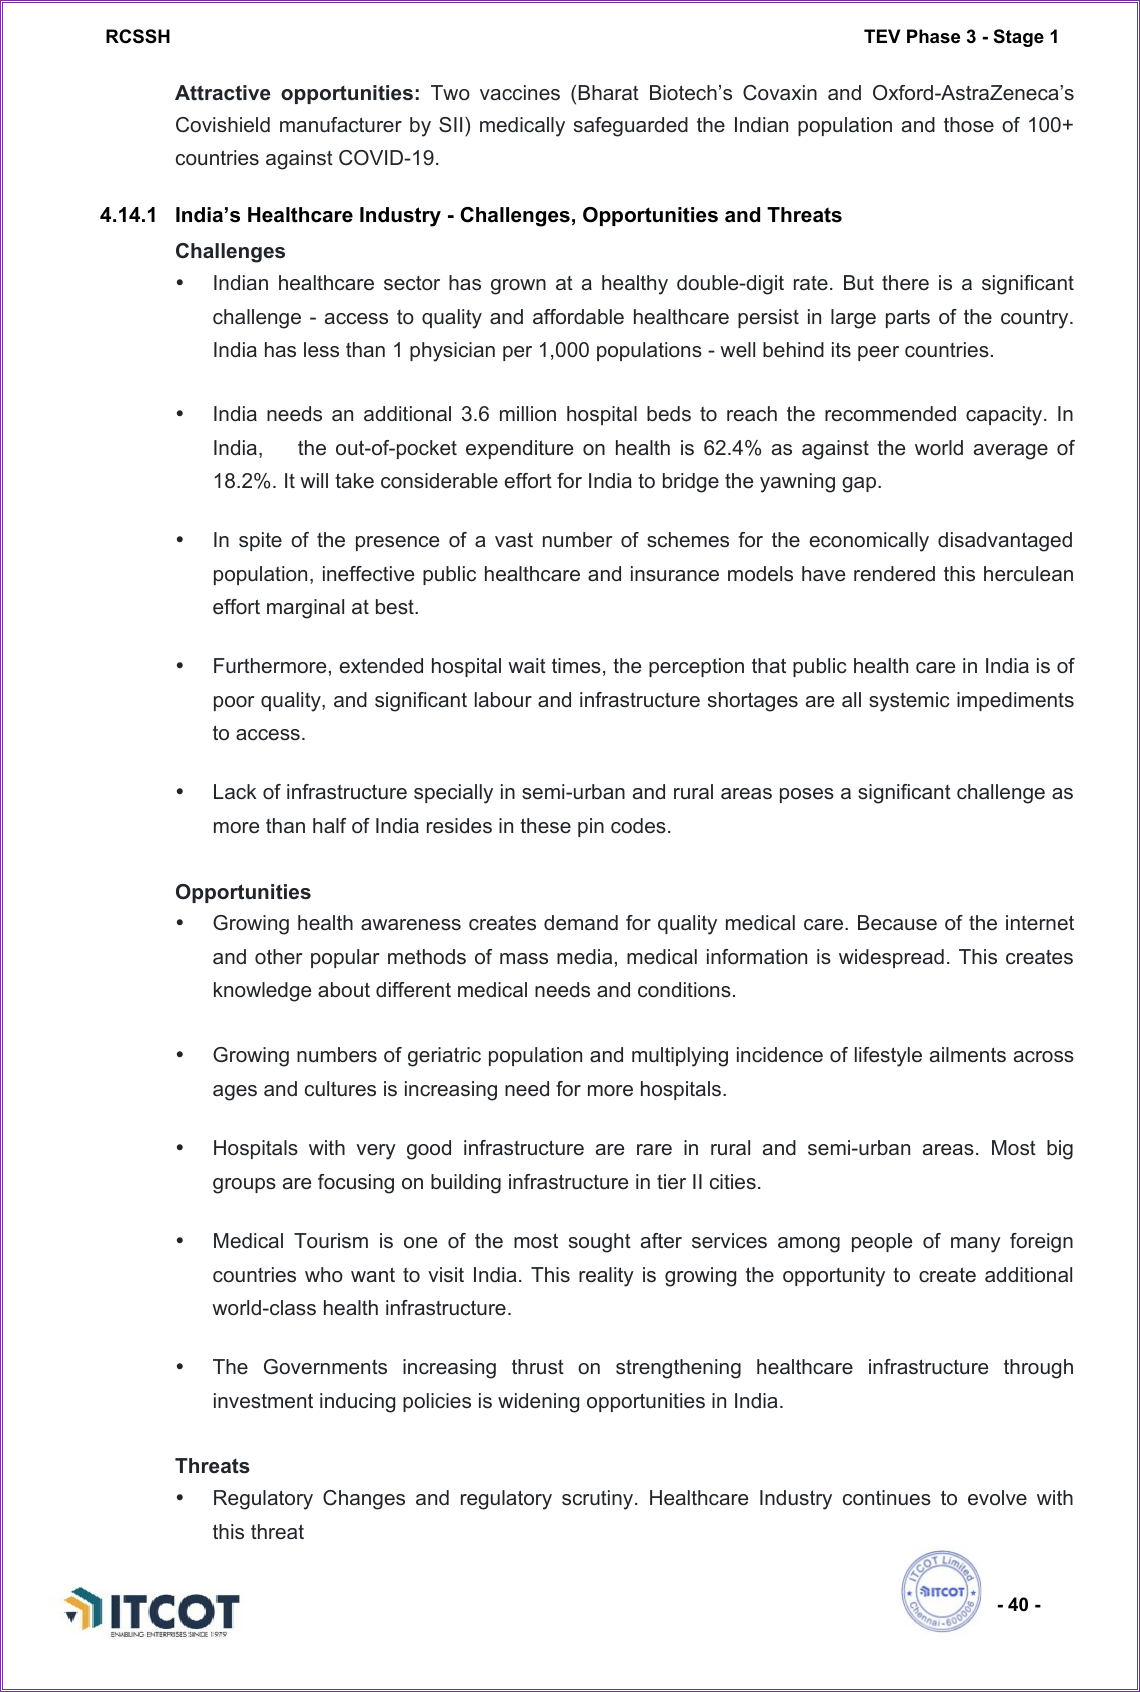 RCSSH TEV Phase 3 - Stage 1
Attractive opportunities: Two vaccines (Bharat Biotech’s Covaxin and Oxford-AstraZeneca’s
Covishield manufacturer by SII) medically safeguarded the Indian population and those of 100+
countries against COVID-19.
4.14.1 India’s Healthcare Industry - Challenges, Opportunities and Threats
Challenges
• Indian healthcare sector has grown at a healthy double-digit rate. But there is a significant
challenge - access to quality and affordable healthcare persist in large parts of the country.
India has less than 1 physician per 1,000 populations - well behind its peer countries.
• India needs an additional 3.6 million hospital beds to reach the recommended capacity. In
India, the out-of-pocket expenditure on health is 62.4% as against the world average of
18.2%. It will take considerable effort for India to bridge the yawning gap.
• In spite of the presence of a vast number of schemes for the economically disadvantaged
population, ineffective public healthcare and insurance models have rendered this herculean
effort marginal at best.
• Furthermore, extended hospital wait times, the perception that public health care in India is of
poor quality, and significant labour and infrastructure shortages are all systemic impediments
to access.
• Lack of infrastructure specially in semi-urban and rural areas poses a significant challenge as
more than half of India resides in these pin codes.
Opportunities
• Growing health awareness creates demand for quality medical care. Because of the internet
and other popular methods of mass media, medical information is widespread. This creates
knowledge about different medical needs and conditions.
• Growing numbers of geriatric population and multiplying incidence of lifestyle ailments across
ages and cultures is increasing need for more hospitals.
• Hospitals with very good infrastructure are rare in rural and semi-urban areas. Most big
groups are focusing on building infrastructure in tier II cities.
• Medical Tourism is one of the most sought after services among people of many foreign
countries who want to visit India. This reality is growing the opportunity to create additional
world-class health infrastructure.
• The Governments increasing thrust on strengthening healthcare infrastructure through
investment inducing policies is widening opportunities in India.
Threats
• Regulatory Changes and regulatory scrutiny. Healthcare Industry continues to evolve with
this threat
ITCOT
ENABLING ENTERPRISES SINCE 1979
ITCOT Limited
ITCOT
Chennai-600006
- 40 -